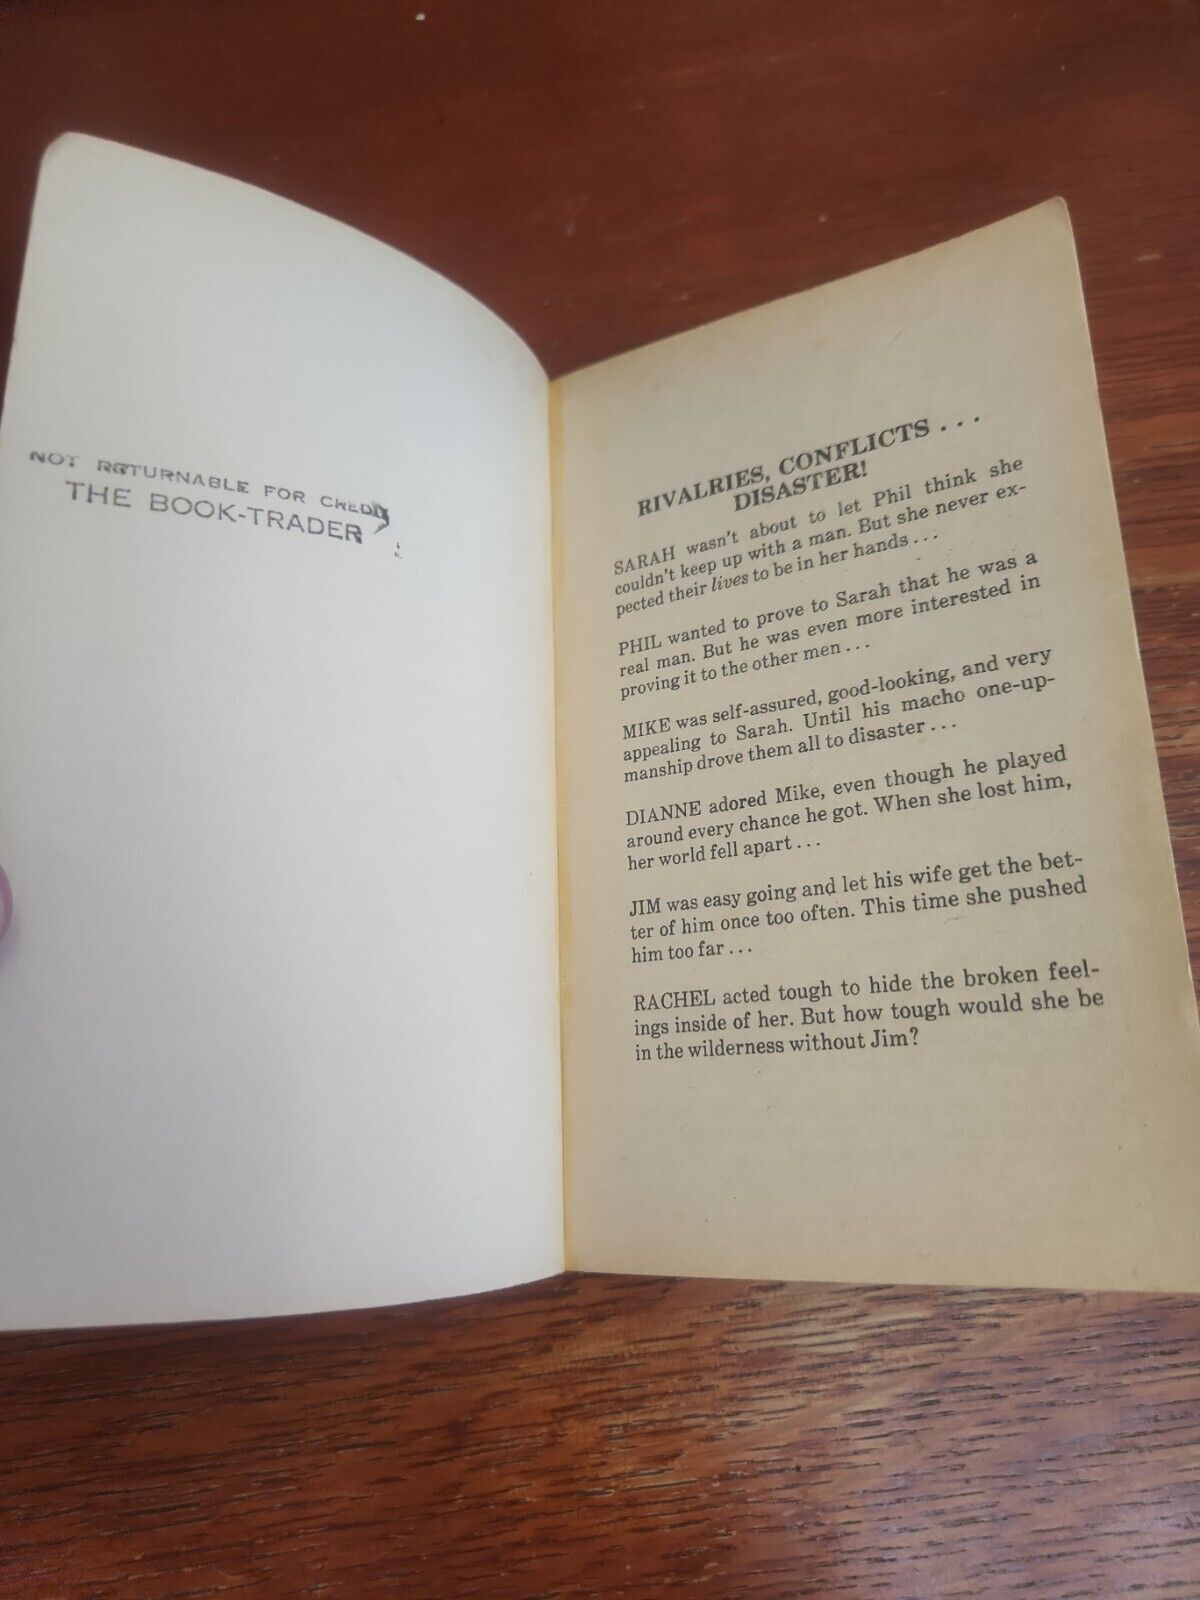 NOT RETURNABLE FOR CREDIT
THE BOOK-TRADER
RIVALRIES, CONFLICTS . . .
DISASTER!
SARAH wasn't about to let Phil think she
couldn't keep up with a man. But she never ex-
pected their lives to be in her hands . . .
PHIL wanted to prove to Sarah that he was a
real man. But he was even more interested in
proving it to the other men . . .
MIKE was self-assured, good-looking, and very
appealing to Sarah. Until his macho one-up-
manship drove them all to disaster . . .
DIANNE adored Mike, even though he played
around every chance he got. When she lost him,
her world fell apart . . .
JIM was easy going and let his wife get the bet-
ter of him once too often. This time she pushed
him too far . . .
RACHEL acted tough to hide the broken feel-
ings inside of her. But how tough would she be
in the wilderness without Jim?